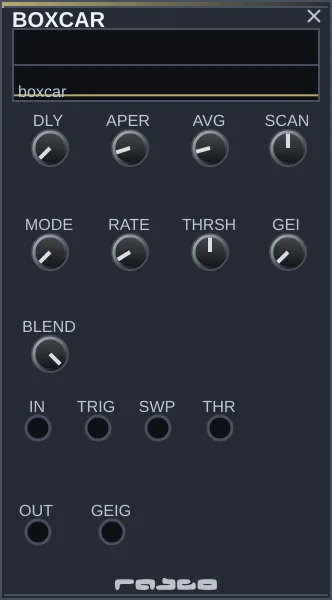 BOXCAR
boxcar
DLY APER AVG SCAN
MODE RATE THRSH GEI
BLEND
IN TRIG SWP THR
OUT GEIG